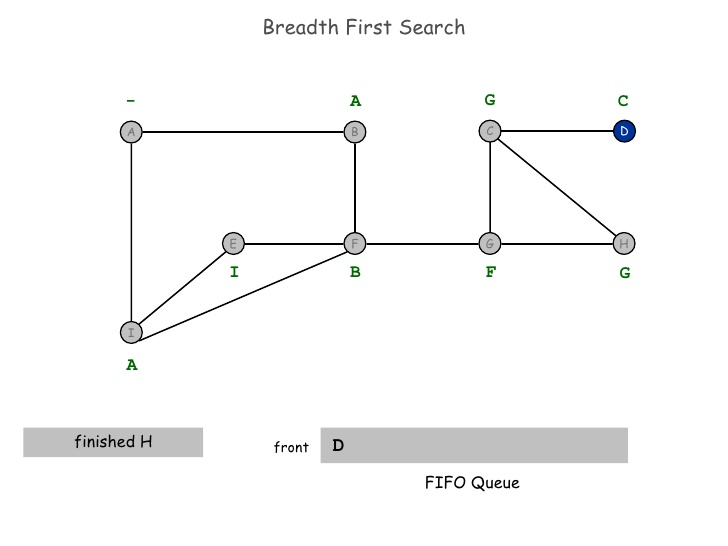 Breadth First Search
- A G C
A B C D
E F G H
I B F G
I
A
finished H
front D
FIFO Queue